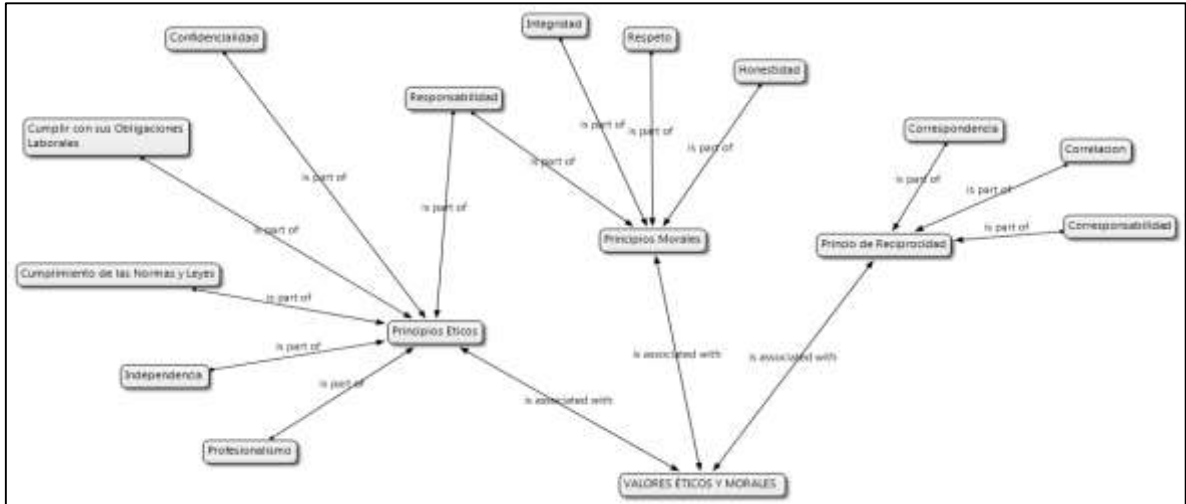 Integridad
Confidencialidad
Respeto
Honestidad
Responsabilidad
Correspondencia
Cumplir con sus Obligaciones
Laborales
is part of
is part of
Correlacion
is part of
is part of
is part of
is part of
is part of
is part of
Corresponsabilidad
is part of
is part of
Principios Morales
Princio de Reciprocidad
Cumplimiento de las Normas y Leyes
is part of
Principios Eticos
is part of
is associated with
is associated with
Independencia
is part of
is associated with
Profesionalismo
VALORES ÉTICOS Y MORALES